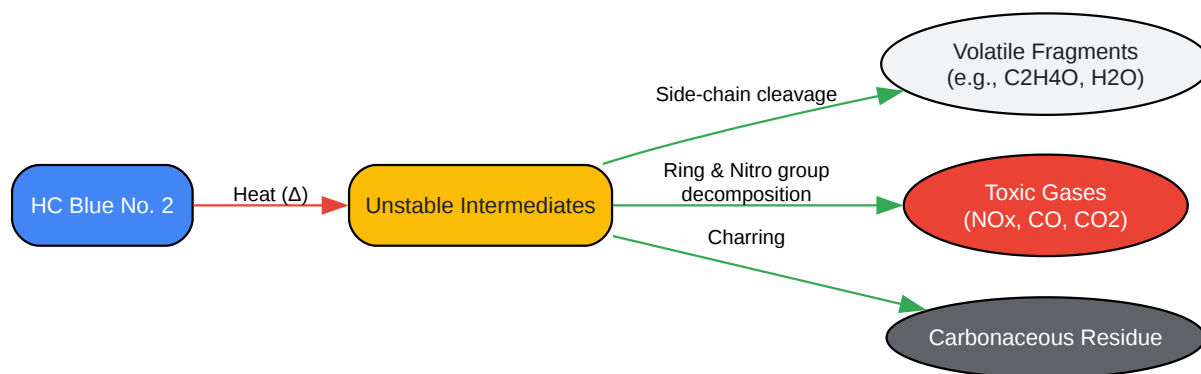 HC Blue No. 2
Heat (Δ)
Unstable Intermediates
Side-chain cleavage
Volatile Fragments
(e.g., C2H4O, H2O)
Ring & Nitro group
decomposition
Toxic Gases
(NOx, CO, CO2)
Charring
Carbonaceous Residue